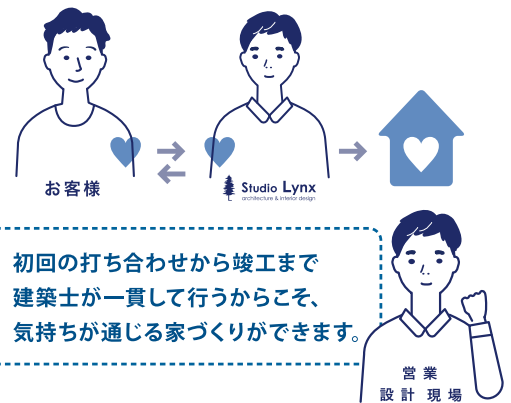 お客様
Studio Lynx
architecture & interior design
初回の打ち合わせから竣工まで
建築士が一貫して行うからこそ、
気持ちが通じる家づくりができます。
営業
設計 現場